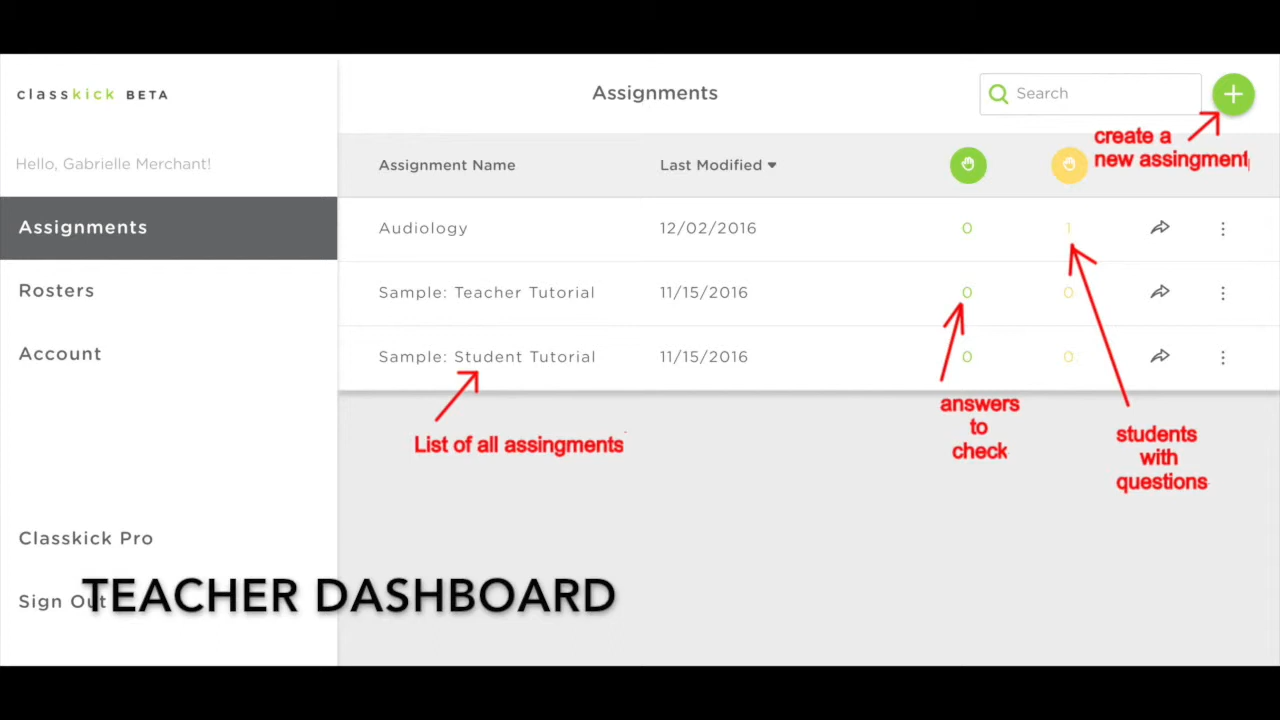 classkick BETA
Assignments
Search
create a
new assingment
Hello, Gabrielle Merchant!
Assignment Name Last Modified
Assignments
Audiology 12/02/2016 0 1
Rosters
Sample: Teacher Tutorial 11/15/2016 0 0
Account
Sample: Student Tutorial 11/15/2016 0 0
List of all assingments
answers
to
check
students
with
questions
Classkick Pro
Sign Out
TEACHER DASHBOARD